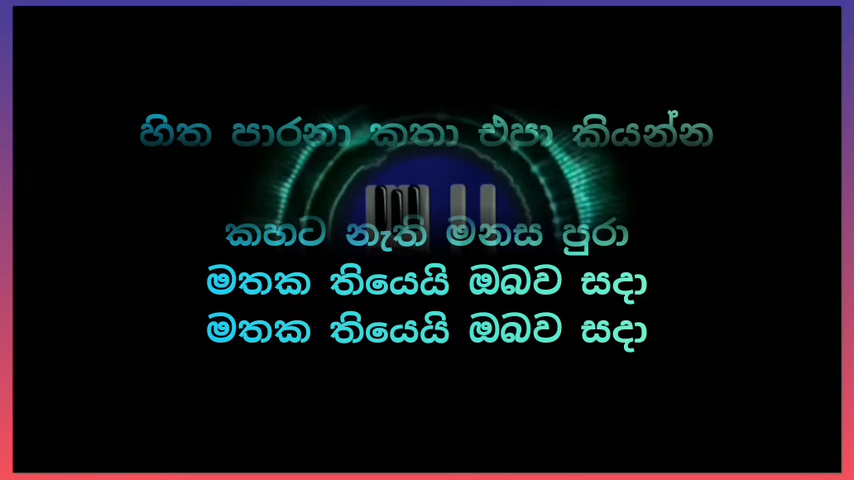 හිත පාරනා කතා එපා කියන්න
කහට නැති මනස පුරා
මතක තියෙයි ඔබව සදා
මතක තියෙයි ඔබව සදා